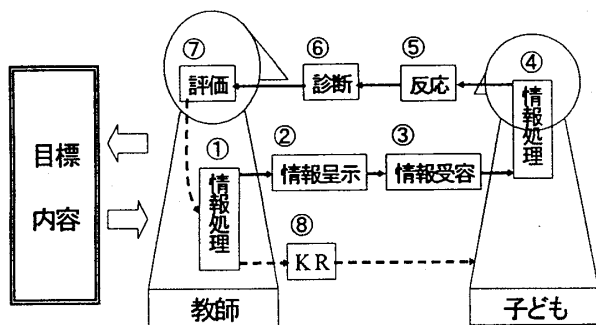 ⑦
評価
⑥
診断
⑤
反応
④
情報処理
目標
内容
①
情報処理
②
情報呈示
③
情報受容
⑧
KR
教師
子ども